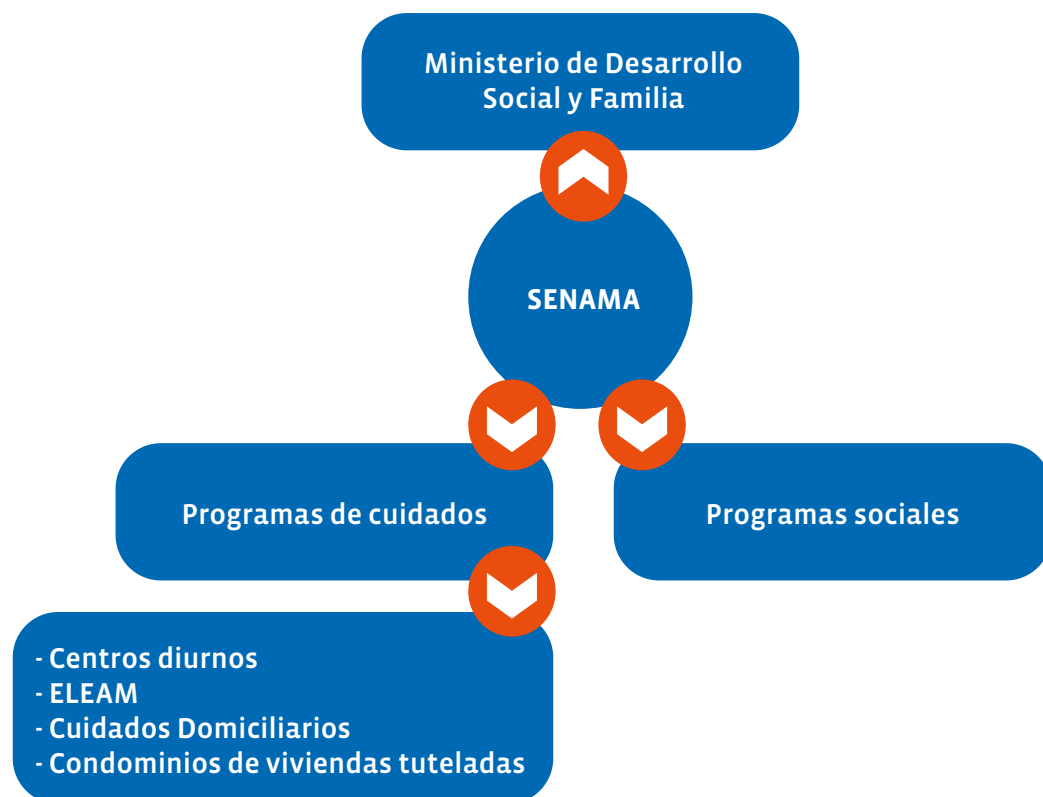 Ministerio de Desarrollo
Social y Familia
SENAMA
Programas de cuidados
Programas sociales
- Centros diurnos
- ELEAM
- Cuidados Domiciliarios
- Condominios de viviendas tuteladas